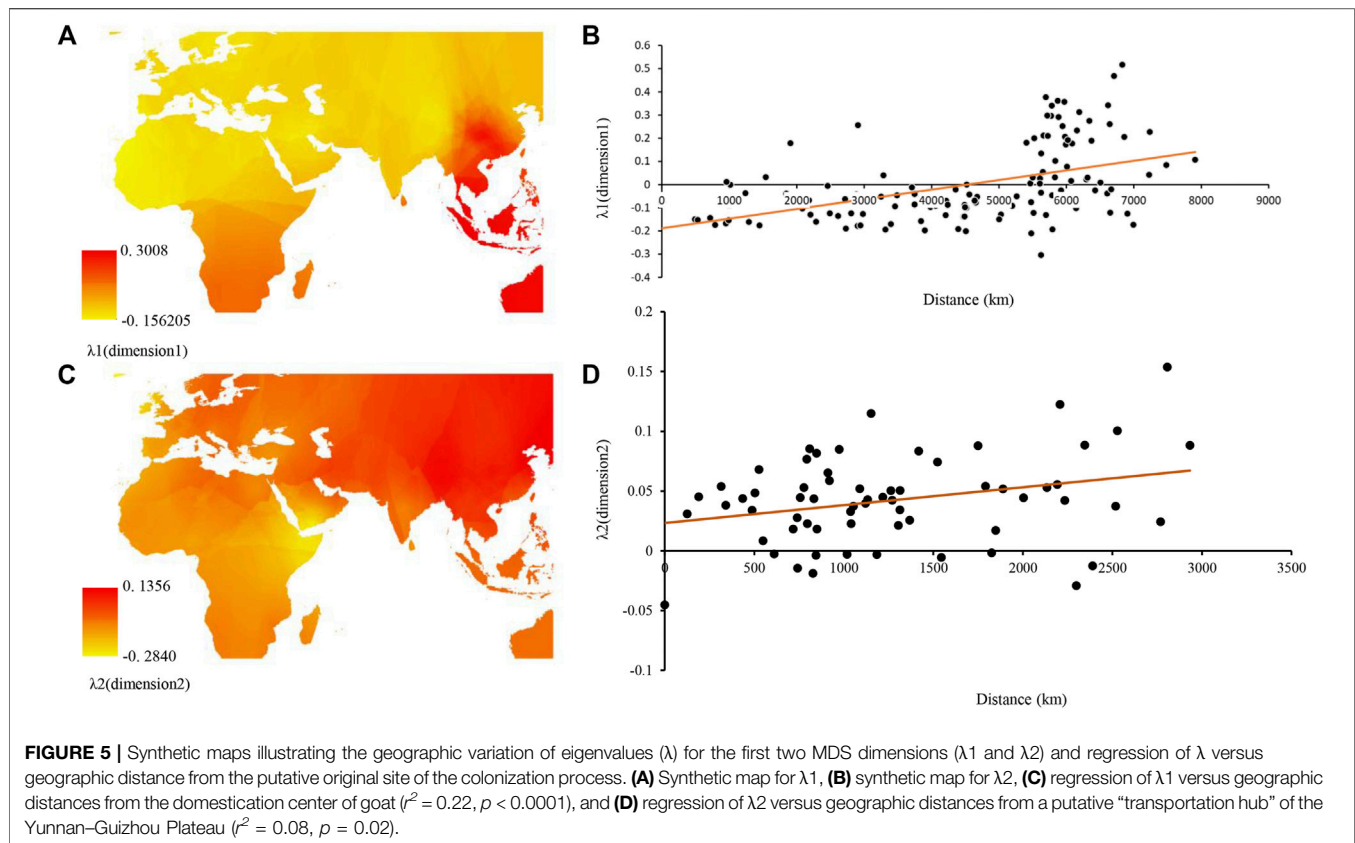 A
0. 3008
-0. 156205
λ1(dimension1)
B
λ1(dimension1)
0.6
0.5
0.4
0.3
0.2
0.1
0
-0.1
-0.2
-0.3
-0.4
0 1000 2000 3000 4000 5000 6000 7000 8000 9000
Distance (km)
C
0. 1356
-0. 2840
λ2(dimension2)
D
λ2(dimension2)
0.2
0.15
0.1
0.05
0
-0.05
-0.1
0 500 1000 1500 2000 2500 3000 3500
Distance (km)
FIGURE 5 | Synthetic maps illustrating the geographic variation of eigenvalues (λ) for the first two MDS dimensions (λ1 and λ2) and regression of λ versus
geographic distance from the putative original site of the colonization process. (A) Synthetic map for λ1, (B) synthetic map for λ2, (C) regression of λ1 versus geographic
distances from the domestication center of goat (r² = 0.22, p < 0.0001), and (D) regression of λ2 versus geographic distances from a putative “transportation hub” of the
Yunnan–Guizhou Plateau (r² = 0.08, p = 0.02).